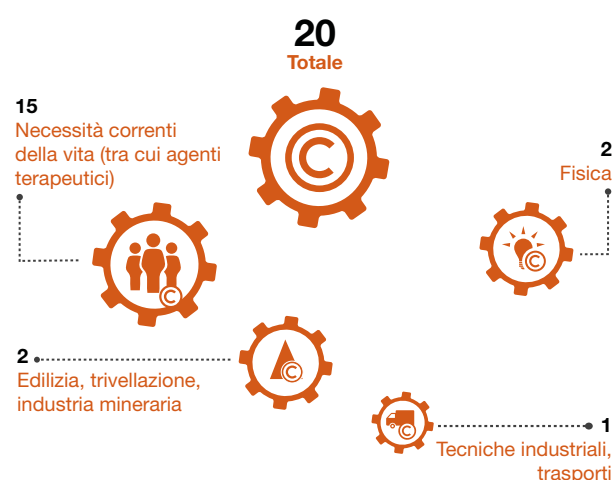 20
Totale
15
Necessità correnti
della vita (tra cui agenti
terapeutici)
2
Fisica
2
Edilizia, trivellazione,
industria mineraria
1
Tecniche industriali,
trasporti